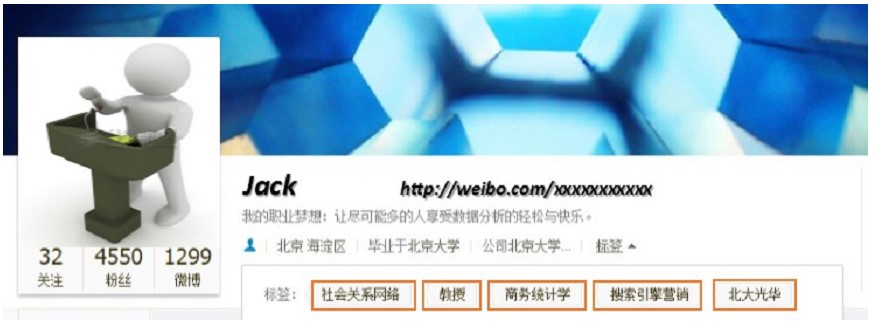 Jack http://weibo.com/xxxxxxxxxxxx
我的职业梦想：让尽可能多的人享受数据分析的轻松与快乐。
北京 海淀区 毕业于北京大学 公司北京大学... 标签
32 4550 1299
关注 粉丝 微博
标签： 社会关系网络 教授 商务统计学 搜索引擎营销 北大光华